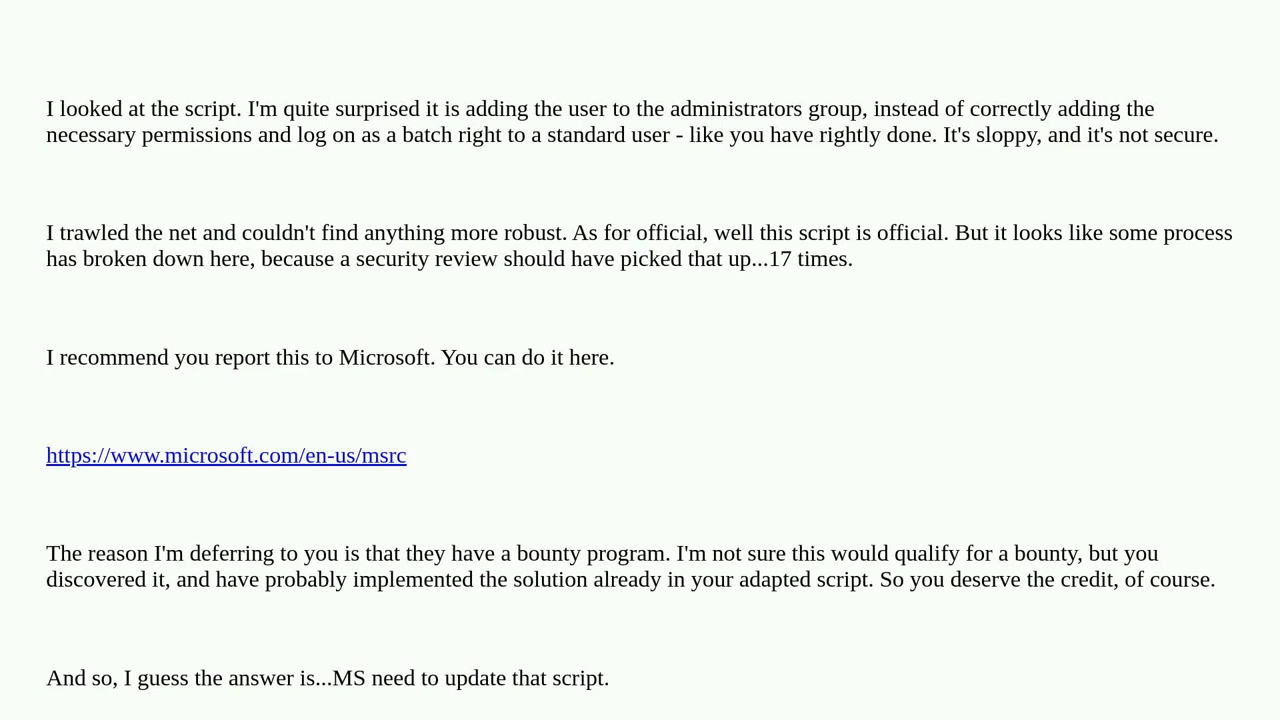 I looked at the script. I'm quite surprised it is adding the user to the administrators group, instead of correctly adding the
necessary permissions and log on as a batch right to a standard user - like you have rightly done. It's sloppy, and it's not secure.
I trawled the net and couldn't find anything more robust. As for official, well this script is official. But it looks like some process
has broken down here, because a security review should have picked that up...17 times.
I recommend you report this to Microsoft. You can do it here.
https://www.microsoft.com/en-us/msrc
The reason I'm deferring to you is that they have a bounty program. I'm not sure this would qualify for a bounty, but you
discovered it, and have probably implemented the solution already in your adapted script. So you deserve the credit, of course.
And so, I guess the answer is...MS need to update that script.